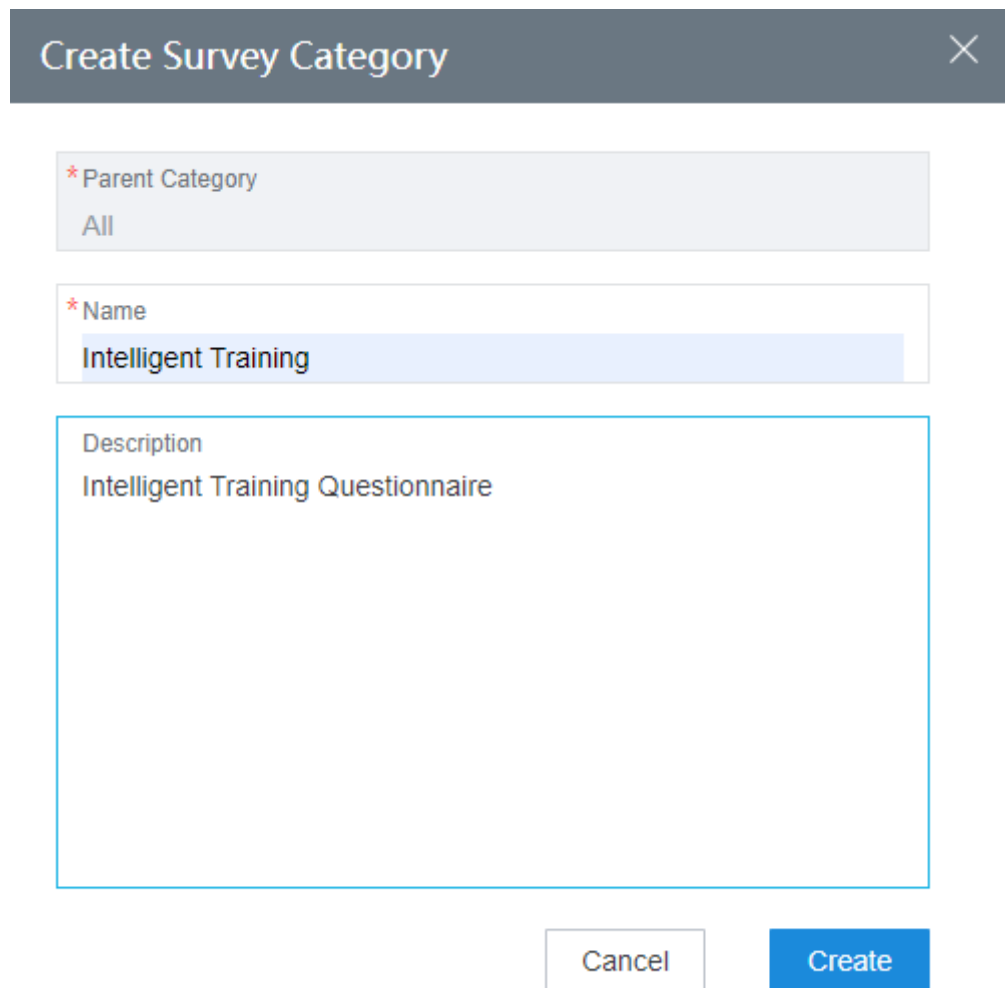 Create Survey Category
* Parent Category
All
* Name
Intelligent Training
Description
Intelligent Training Questionnaire
Cancel
Create